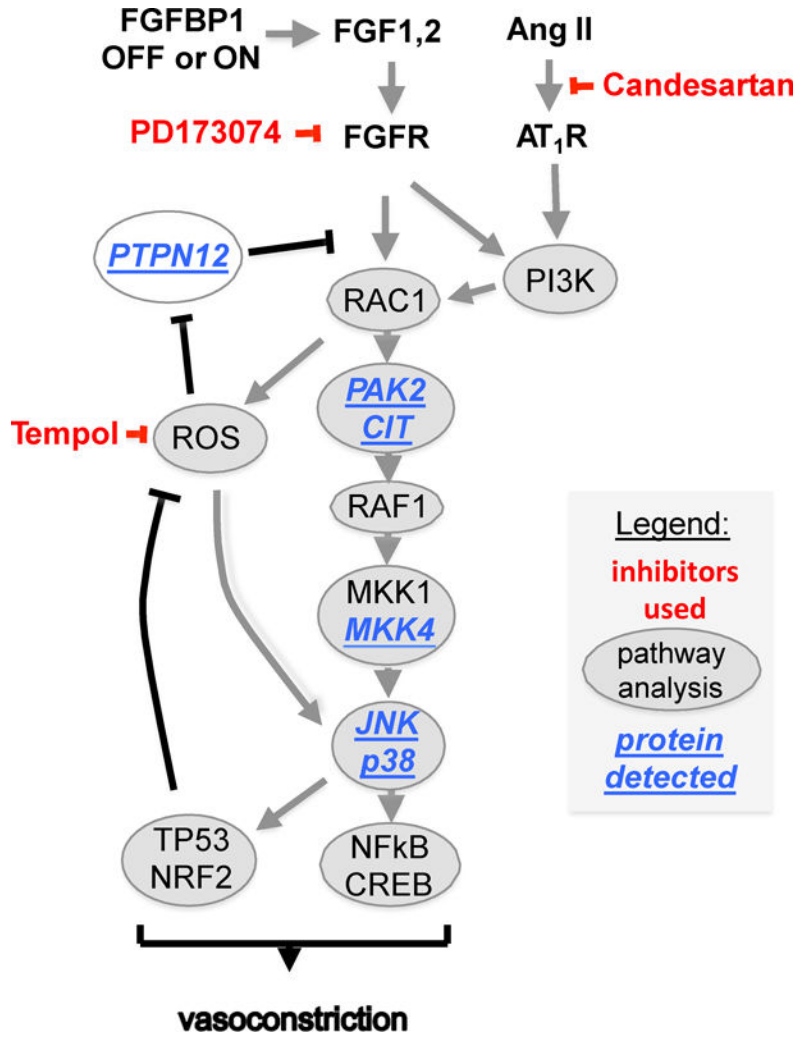 FGFBP1
OFF or ON
FGF1,2
Ang II
Candesartan
PD173074
FGFR
AT₁R
PTPN12
RAC1
PI3K
PAK2
CIT
Tempol
ROS
RAF1
MKK1
MKK4
JNK
p38
TP53
NRF2
NFkB
CREB
vasoconstriction
Legend:
inhibitors
used
pathway
analysis
protein
detected